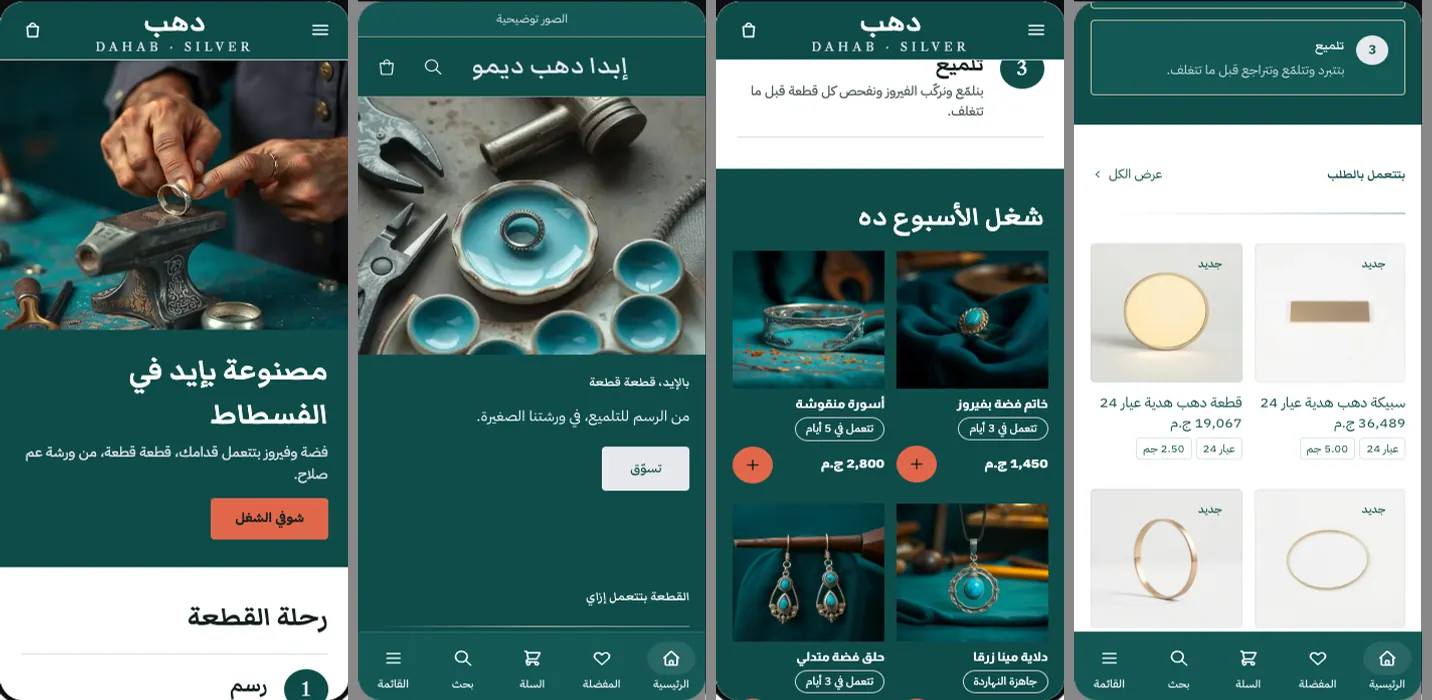 دهب
DAHAB · SILVER
مصنوعة بإيد في
الفسطاط
فضة وفيروز بتتعمل قدامك، قطعة قطعة، من ورشة عم
صلاح.
شوفي الشغل
رحلة القطعة
1
رسم
الصور توضيحية
إبدا دهب ديمو
بالإيد، قطعة قطعة
من الرسم للتلميع، في ورشتنا الصغيرة.
تسوّق
القطعة بتتعمل إزاي
الرئيسية
المفضلة
السلة
بحث
القائمة
دهب
DAHAB · SILVER
3
تلميع
بنلمّع ونركّب الفيروز ونفحص كل قطعة قبل ما
تتغلف.
شغل الأسبوع ده
خاتم فضة بفيروز
تتعمل في 3 أيام
1,450 ج.م
+
أسورة منقوشة
تتعمل في 5 أيام
2,800 ج.م
+
دلاية مينا زرقا
جاهزة النهاردة
حلق فضة متدلي
تتعمل في 3 أيام
3
تلميع
بتتبرد وتتلمّع وتتراجع قبل ما تتغلف.
بتتعمل بالطلب
عرض الكل
جديد
سبيكة دهب هدية عيار 24
36,489 ج.م
عيار 24
5.00 جم
جديد
قطعة دهب هدية عيار 24
19,067 ج.م
عيار 24
2.50 جم
جديد
جديد
الرئيسية
المفضلة
السلة
بحث
القائمة